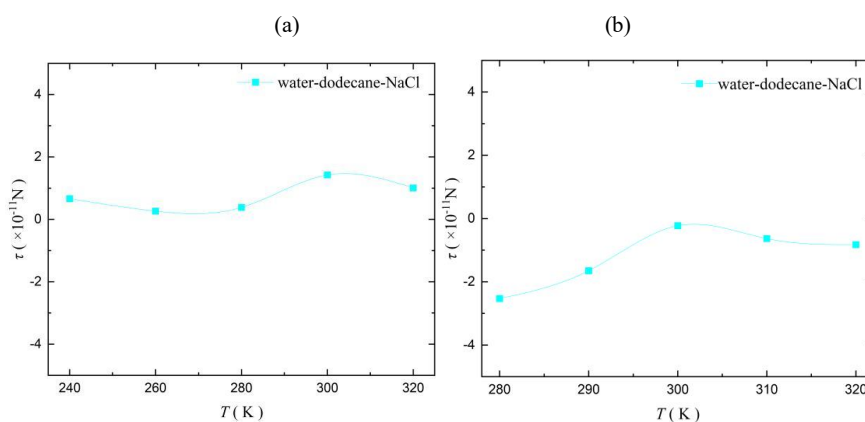 (a)
(b)
water-dodecane-NaCl
4
2
0
-2
-4
τ ( ×10⁻¹¹N )
240
260
280
300
320
T ( K )
water-dodecane-NaCl
4
2
0
-2
-4
τ ( ×10⁻¹¹N )
280
290
300
310
320
T ( K )